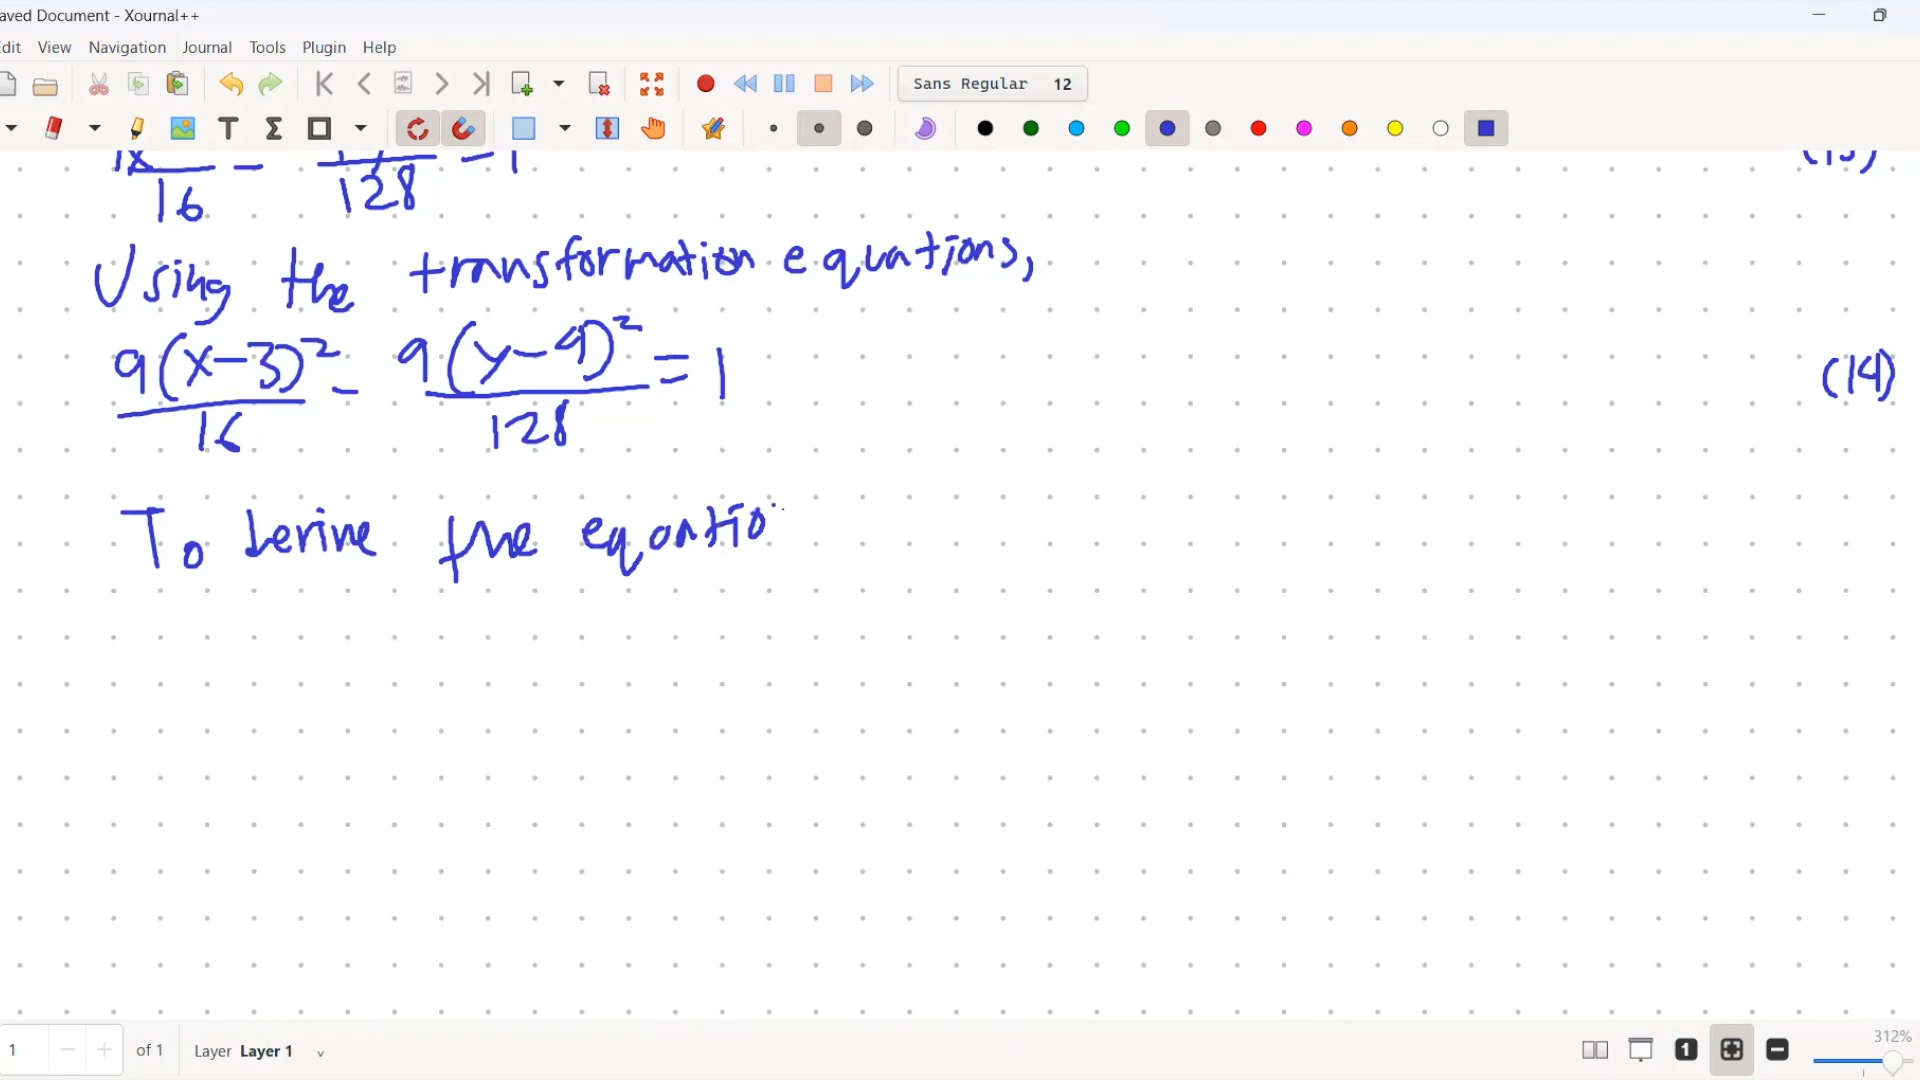 aved Document - Xournal++
dit View Navigation Journal Tools Plugin Help
Sans Regular 12
16 - 128 = 1
Using the transformation equations,
9(x-3)²/16 - 9(y-4)²/128 = 1 (14)
To derive the equatio
1 of 1 Layer Layer 1 312%